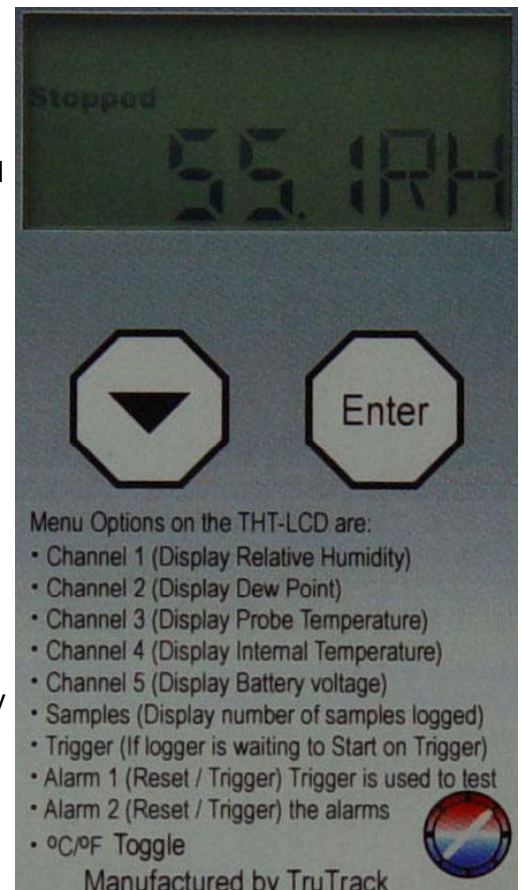 Stopped
55.1RH
Enter
Menu Options on the THT-LCD are:
• Channel 1 (Display Relative Humidity)
• Channel 2 (Display Dew Point)
• Channel 3 (Display Probe Temperature)
• Channel 4 (Display Internal Temperature)
• Channel 5 (Display Battery voltage)
• Samples (Display number of samples logged)
• Trigger (If logger is waiting to Start on Trigger)
• Alarm 1 (Reset / Trigger) Trigger is used to test
• Alarm 2 (Reset / Trigger) the alarms
• ºC/ºF Toggle
Manufactured by TruTrack